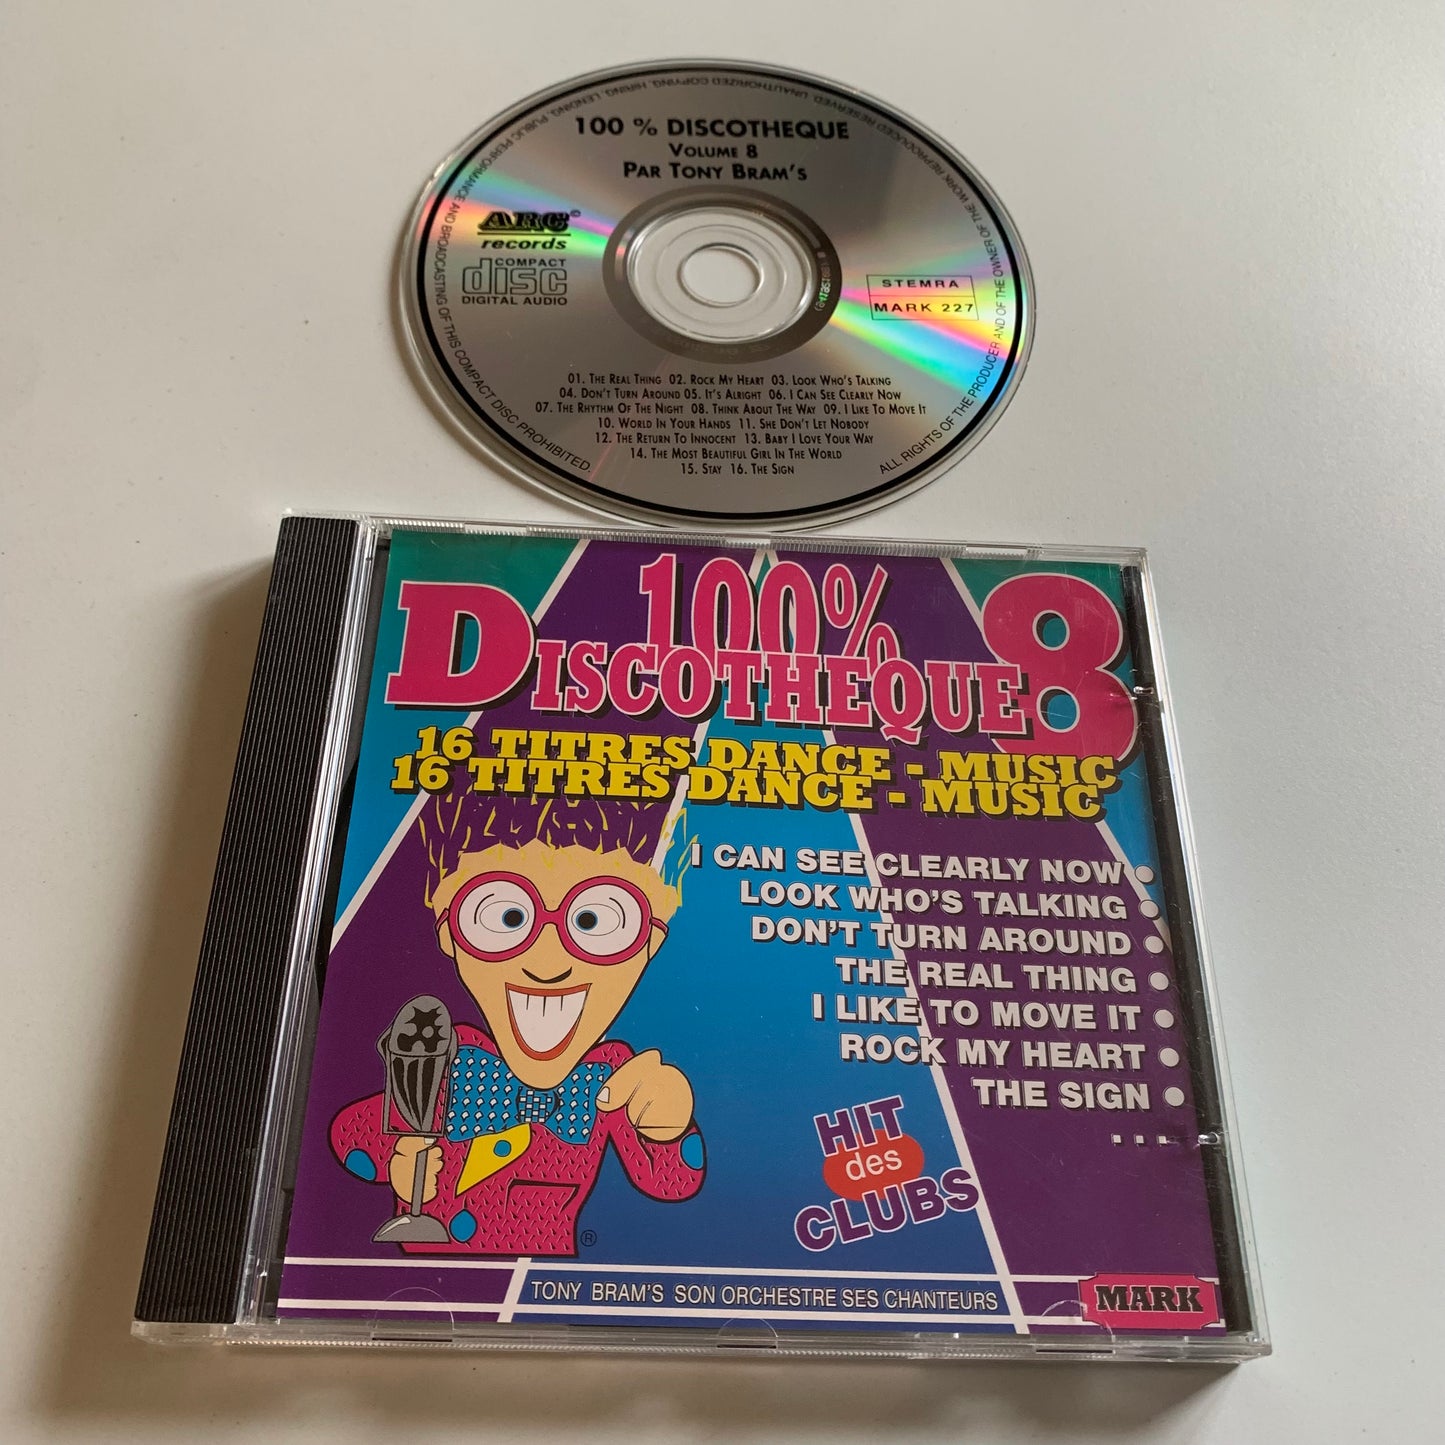 ALL RIGHTS OF THE PRODUCER AND OF THE OWNER OF THE WORK REPRODUCED RESERVED. UNAUTHORIZED COPYING, HIRING, LENDING, PUBLIC PERFORMANCE AND BROADCASTING OF THIS COMPACT DISC PROHIBITED.
100 % DISCOTHEQUE
VOLUME 8
PAR TONY BRAM'S
ARC ©
records
COMPACT
disc
DIGITAL AUDIO
STEMRA
MARK 227
01. THE REAL THING 02. ROCK MY HEART 03. LOOK WHO'S TALKING
04. DON'T TURN AROUND 05. IT'S ALRIGHT 06. I CAN SEE CLEARLY NOW
07. THE RHYTHM OF THE NIGHT 08. THINK ABOUT THE WAY 09. I LIKE TO MOVE IT
10. WORLD IN YOUR HANDS 11. SHE DON'T LET NOBODY
12. THE RETURN TO INNOCENT 13. BABY I LOVE YOUR WAY
14. THE MOST BEAUTIFUL GIRL IN THE WORLD
15. STAY 16. THE SIGN
100%
DISCOTHEQUE 8
16 TITRES DANCE - MUSIC
16 TITRES DANCE - MUSIC
I CAN SEE CLEARLY NOW •
LOOK WHO'S TALKING •
DON'T TURN AROUND •
THE REAL THING •
I LIKE TO MOVE IT •
ROCK MY HEART •
THE SIGN •
...
HIT
des
CLUBS
®
TONY BRAM'S SON ORCHESTRE SES CHANTEURS
MARK